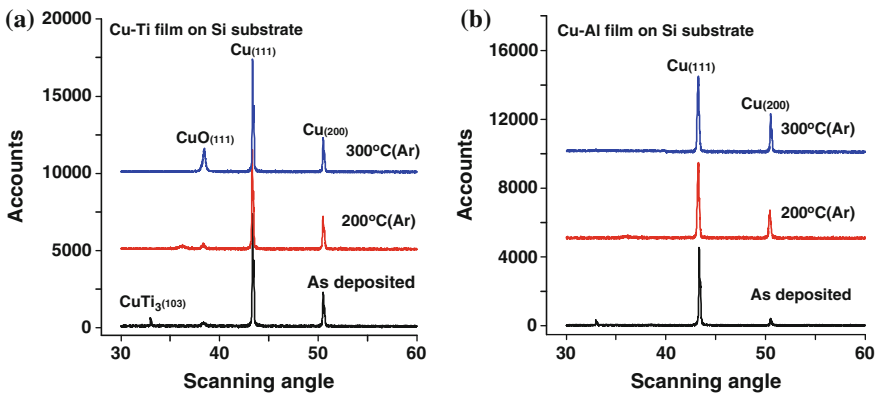 (a)
Cu-Ti film on Si substrate
20000
15000
10000
5000
0
Accounts
Cu(111)
CuO(111)
Cu(200)
300°C(Ar)
200°C(Ar)
As deposited
CuTi3(103)
30 40 50 60
Scanning angle
(b)
Cu-Al film on Si substrate
16000
12000
8000
4000
0
Accounts
Cu(111)
Cu(200)
300°C(Ar)
200°C(Ar)
As deposited
30 40 50 60
Scanning angle